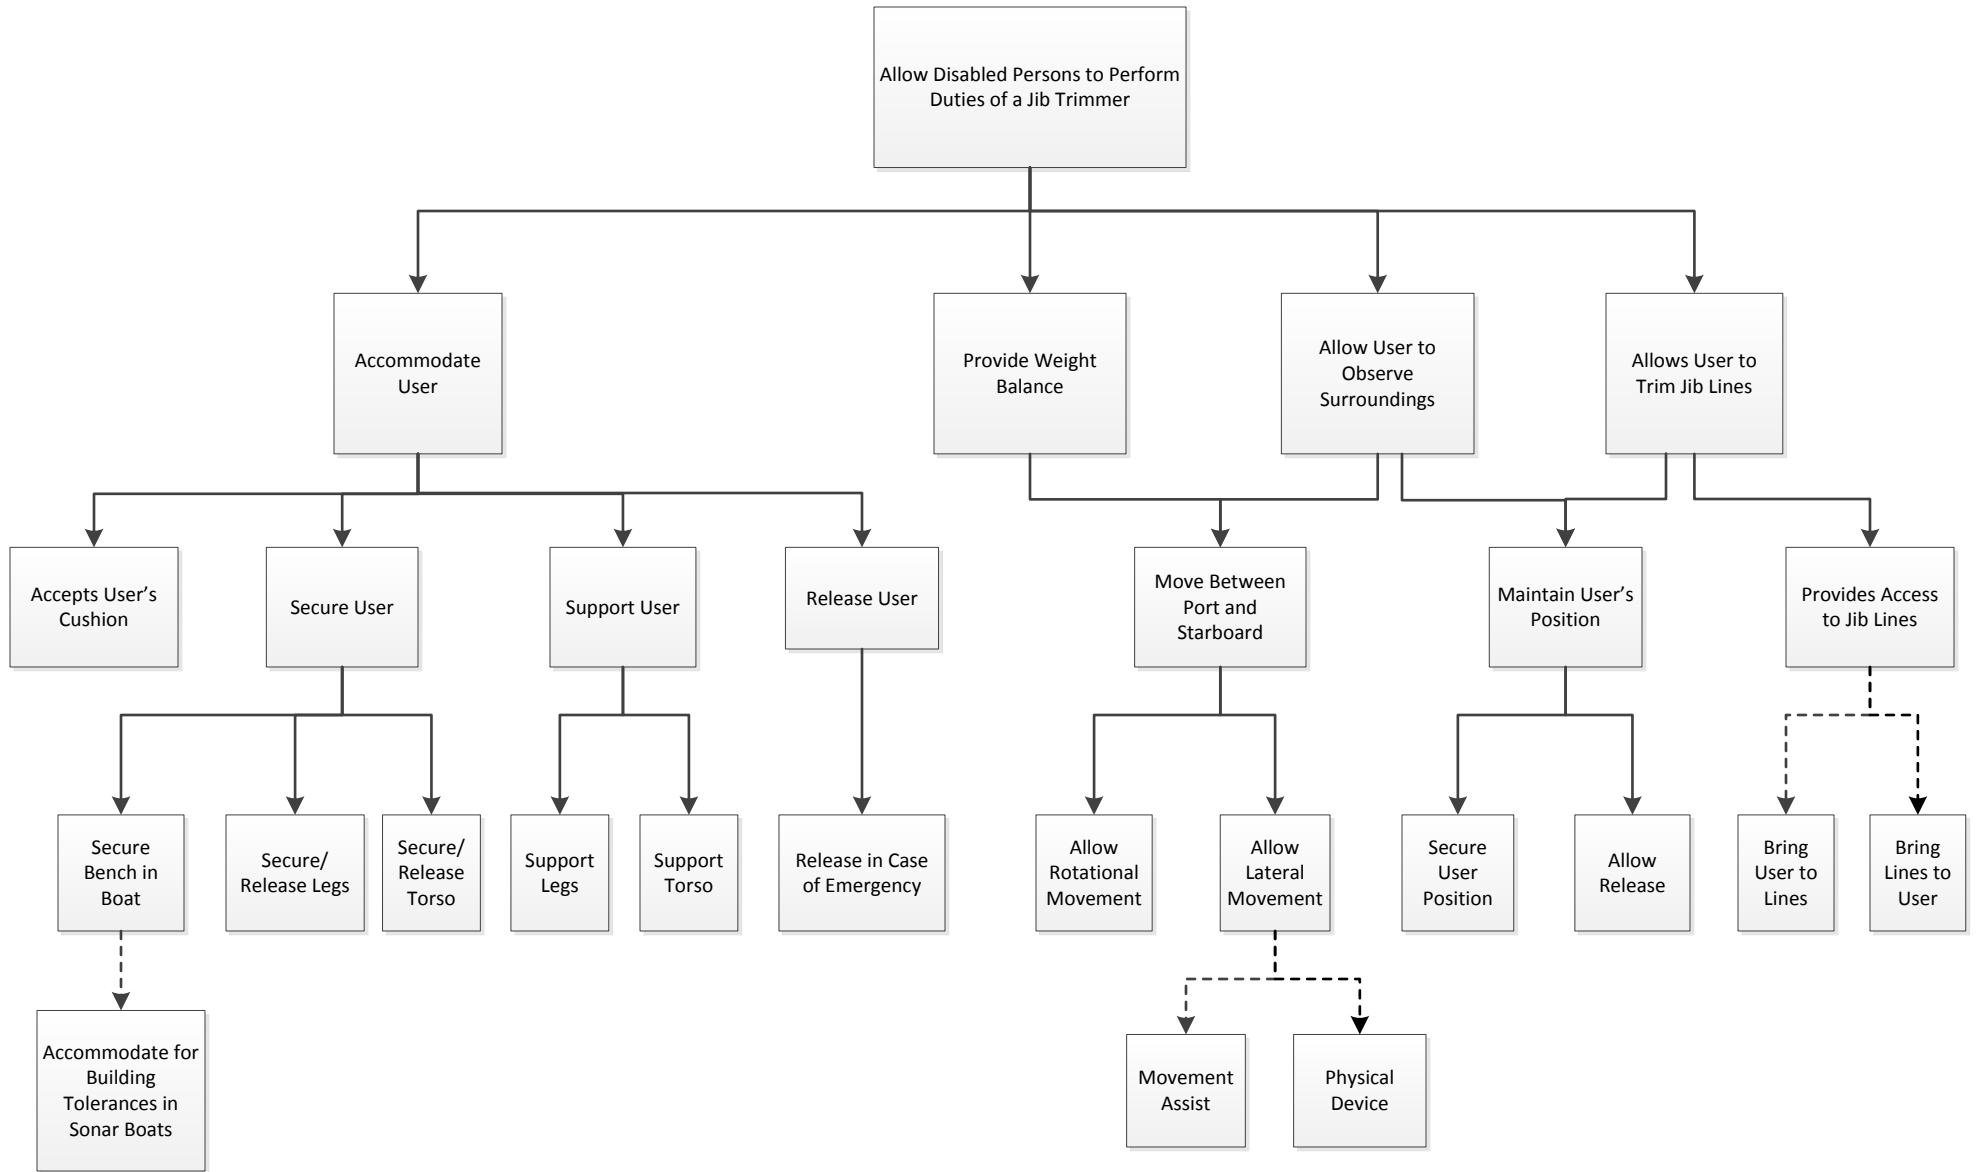 Allow Disabled Persons to Perform
Duties of a Jib Trimmer
Accommodate
User
Provide Weight
Balance
Allow User to
Observe
Surroundings
Allows User to
Trim Jib Lines
Accepts User’s
Cushion
Secure User
Support User
Release User
Move Between
Port and
Starboard
Maintain User’s
Position
Provides Access
to Jib Lines
Secure
Bench in
Boat
Secure/
Release Legs
Secure/
Release
Torso
Support
Legs
Support
Torso
Release in Case
of Emergency
Allow
Rotational
Movement
Allow
Lateral
Movement
Secure
User
Position
Allow
Release
Bring
User to
Lines
Bring
Lines to
User
Accommodate for
Building
Tolerances in
Sonar Boats
Movement
Assist
Physical
Device